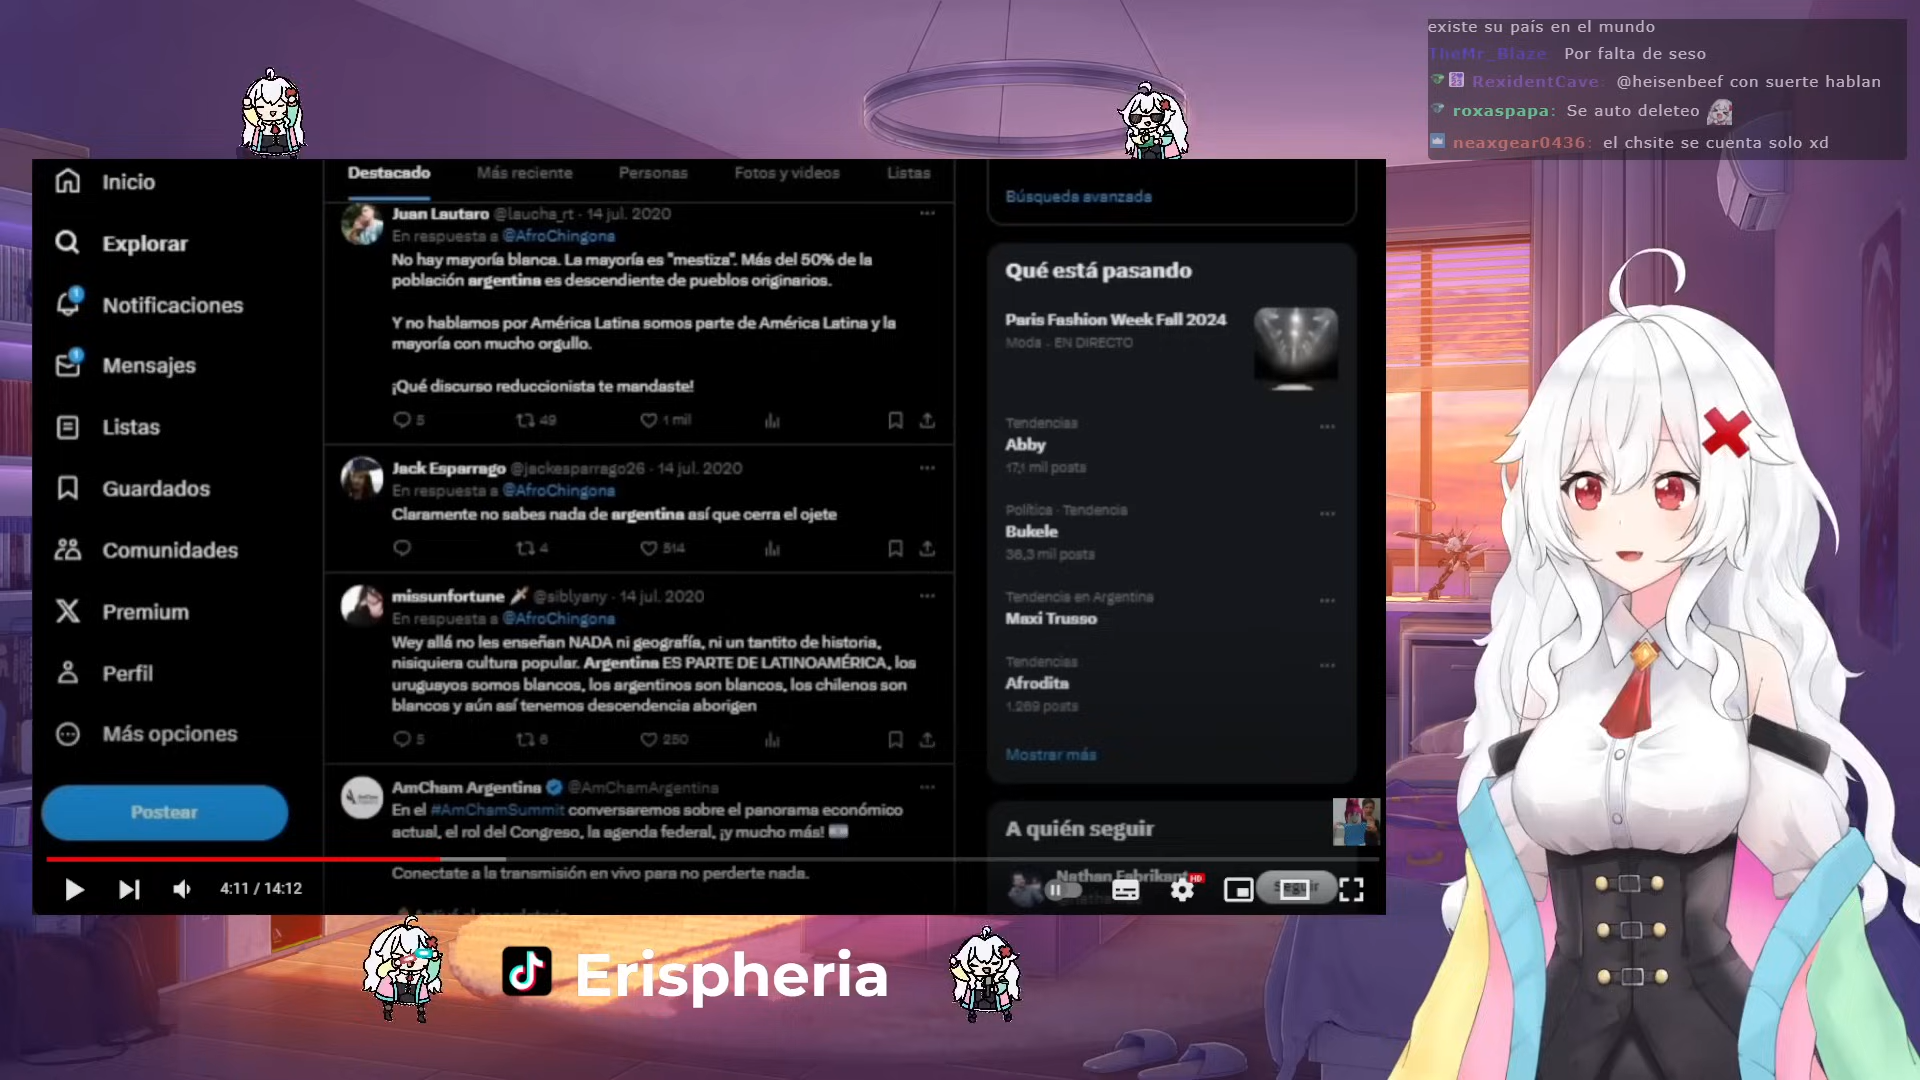 existe su país en el mundo
TheMr_Blaze: Por falta de seso
RexidentCave: @heisenbeef con suerte hablan
roxaspapa: Se auto deleteo
neaxgear0436: el chsite se cuenta solo xd
Inicio
Explorar
1
Notificaciones
1
Mensajes
Listas
Guardados
Comunidades
Premium
Perfil
Más opciones
Postear
Destacado Más reciente Personas Fotos y videos Listas
Juan Lautaro @laucha_rt · 14 jul. 2020
En respuesta a @AfroChingona
No hay mayoría blanca. La mayoría es "mestiza". Más del 50% de la
población argentina es descendiente de pueblos originarios.
Y no hablamos por América Latina somos parte de América Latina y la
mayoría con mucho orgullo.
¡Qué discurso reduccionista te mandaste!
5 49 1 mil
Jack Esparrago @jackesparrago26 · 14 jul. 2020
En respuesta a @AfroChingona
Claramente no sabes nada de argentina así que cerra el ojete
4 514
missunfortune @siblyany · 14 jul. 2020
En respuesta a @AfroChingona
Wey allá no les enseñan NADA ni geografía, ni un tantito de historia,
nisiquiera cultura popular. Argentina ES PARTE DE LATINOAMÉRICA, los
uruguayos somos blancos, los argentinos son blancos, los chilenos son
blancos y aún así tenemos descendencia aborigen
5 6 250
AmCham Argentina @AmChamArgentina
En el #AmChamSummit conversaremos sobre el panorama económico
actual, el rol del Congreso, la agenda federal, ¡y mucho más!
Conectate a la transmisión en vivo para no perderte nada.
Búsqueda avanzada
Qué está pasando
Paris Fashion Week Fall 2024
Moda · EN DIRECTO
Tendencias
Abby
17,1 mil posts
Política · Tendencia
Bukele
36,3 mil posts
Tendencia en Argentina
Maxi Trusso
Tendencias
Afrodita
1.269 posts
Mostrar más
A quién seguir
Nathan Fabrikant
Seguir
4:11 / 14:12
HD
Erispheria